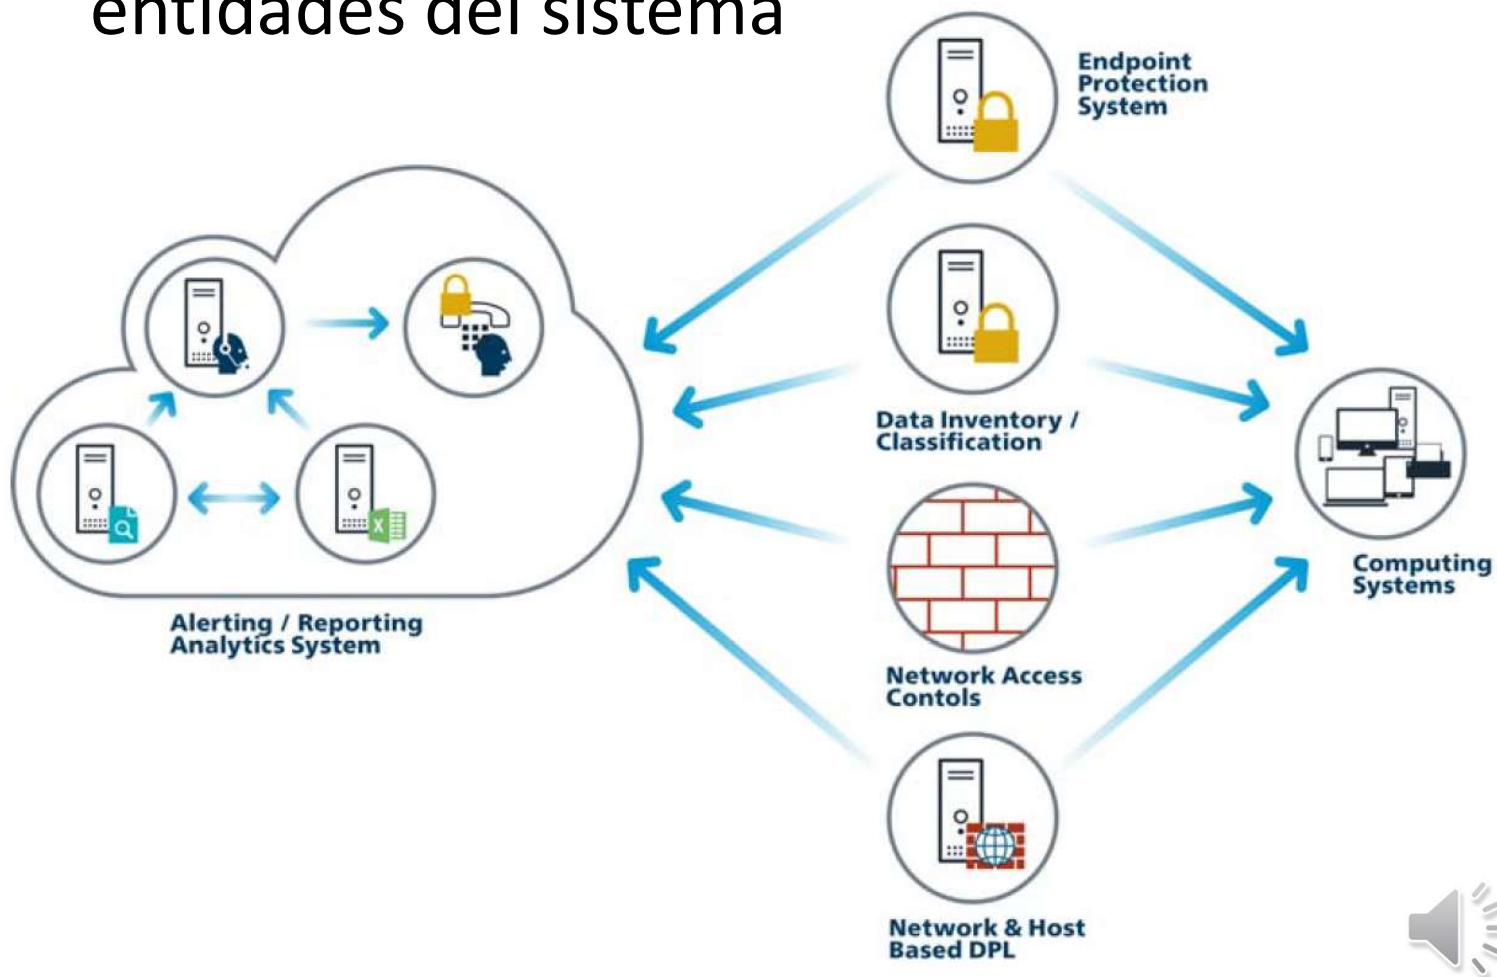 entidades del sistema
Endpoint
Protection
System
Data Inventory /
Classification
Computing
Systems
Alerting / Reporting
Analytics System
Network Access
Contols
Network & Host
Based DPL
X